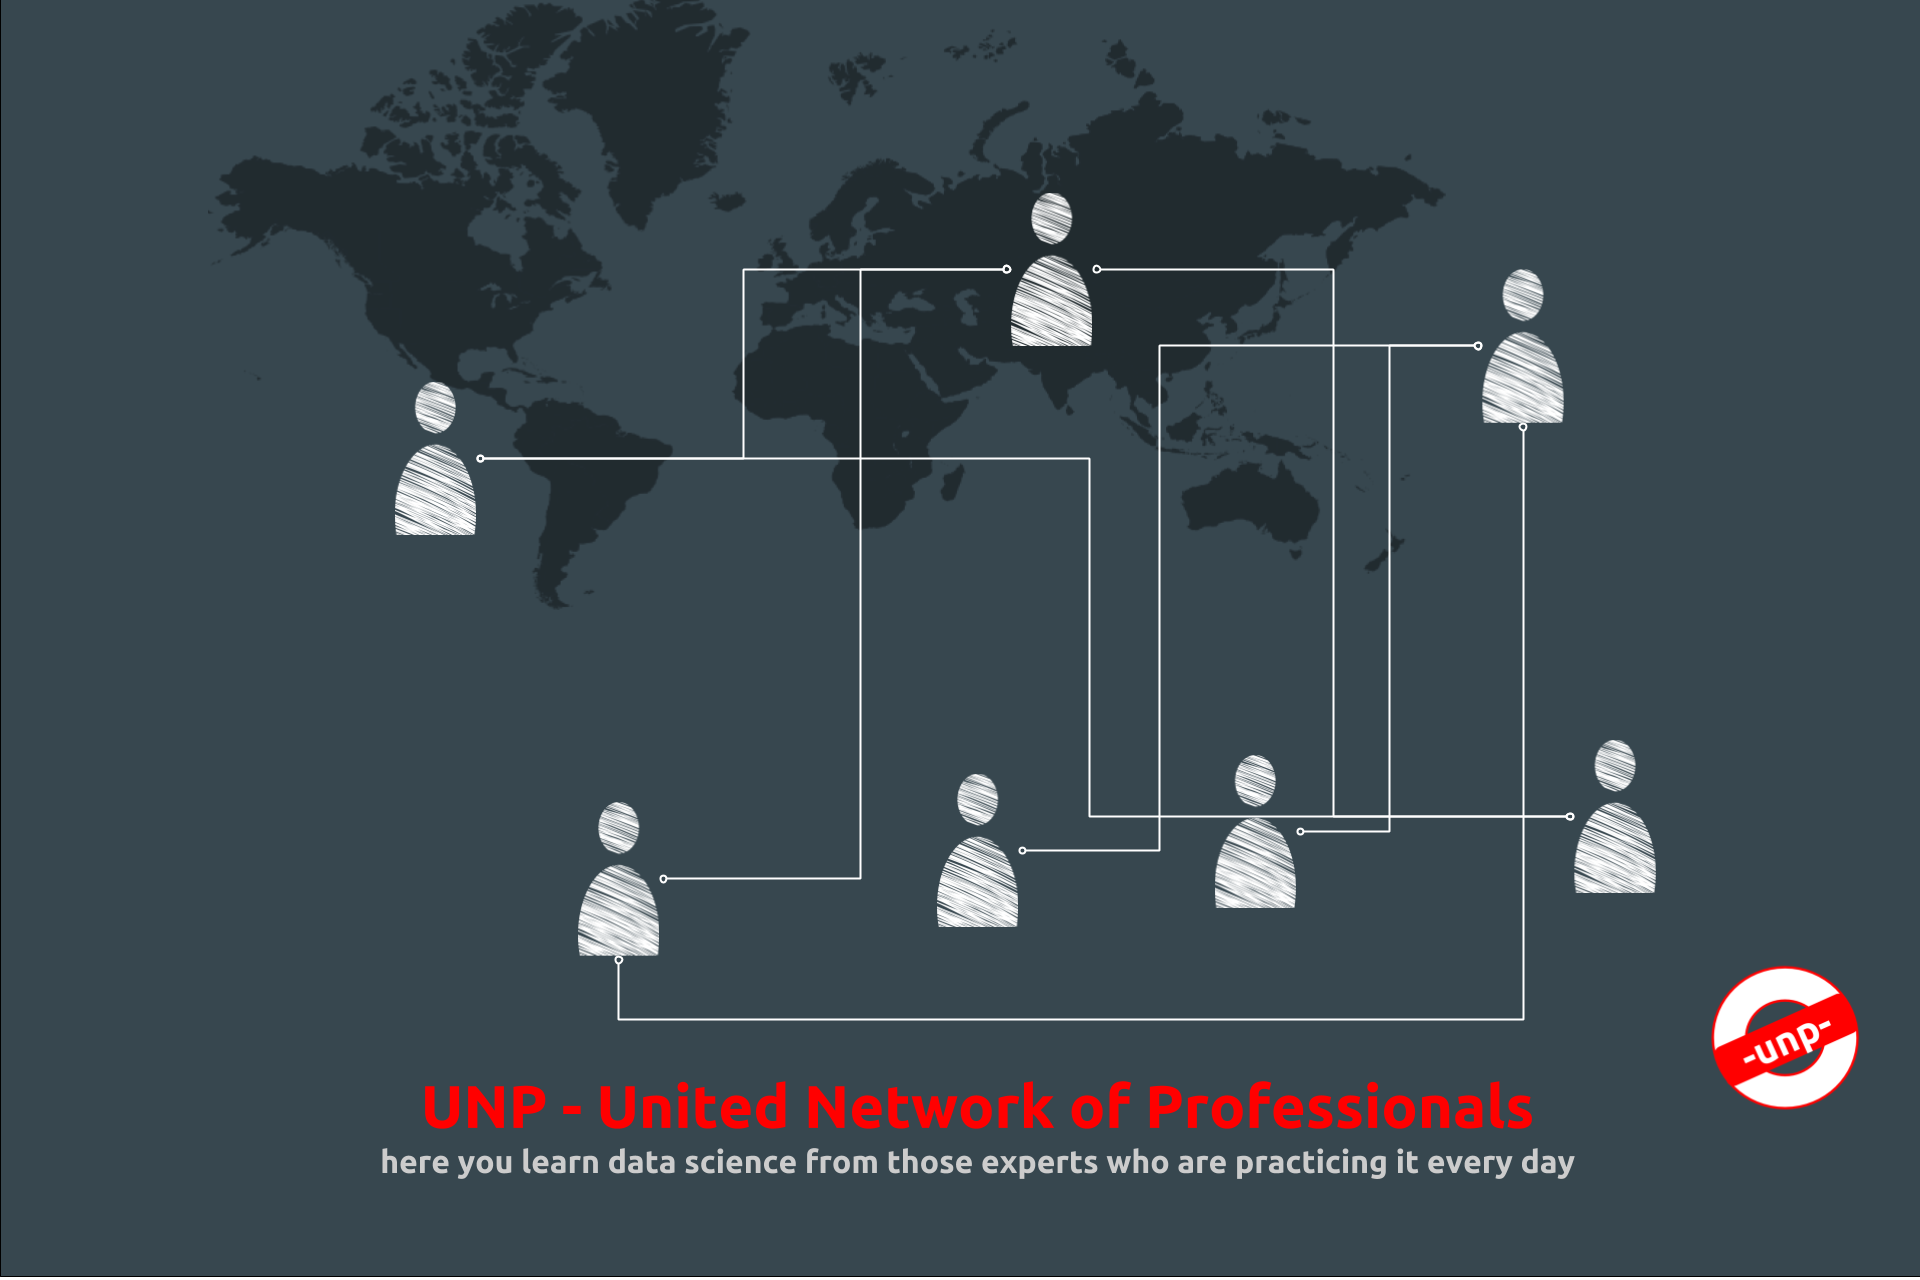 -unp-
UNP - United Network of Professionals
here you learn data science from those experts who are practicing it every day